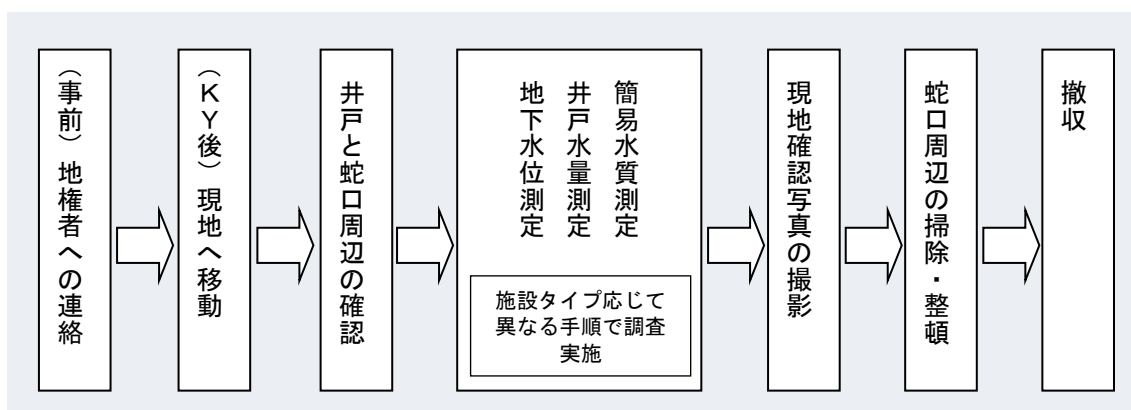 （事前）地権者への連絡
（ＫＹ後）現地へ移動
井戸と蛇口周辺の確認
簡易水質測定
井戸水量測定
地下水位測定
施設タイプ応じて
異なる手順で調査
実施
現地確認写真の撮影
蛇口周辺の掃除・整頓
撤収